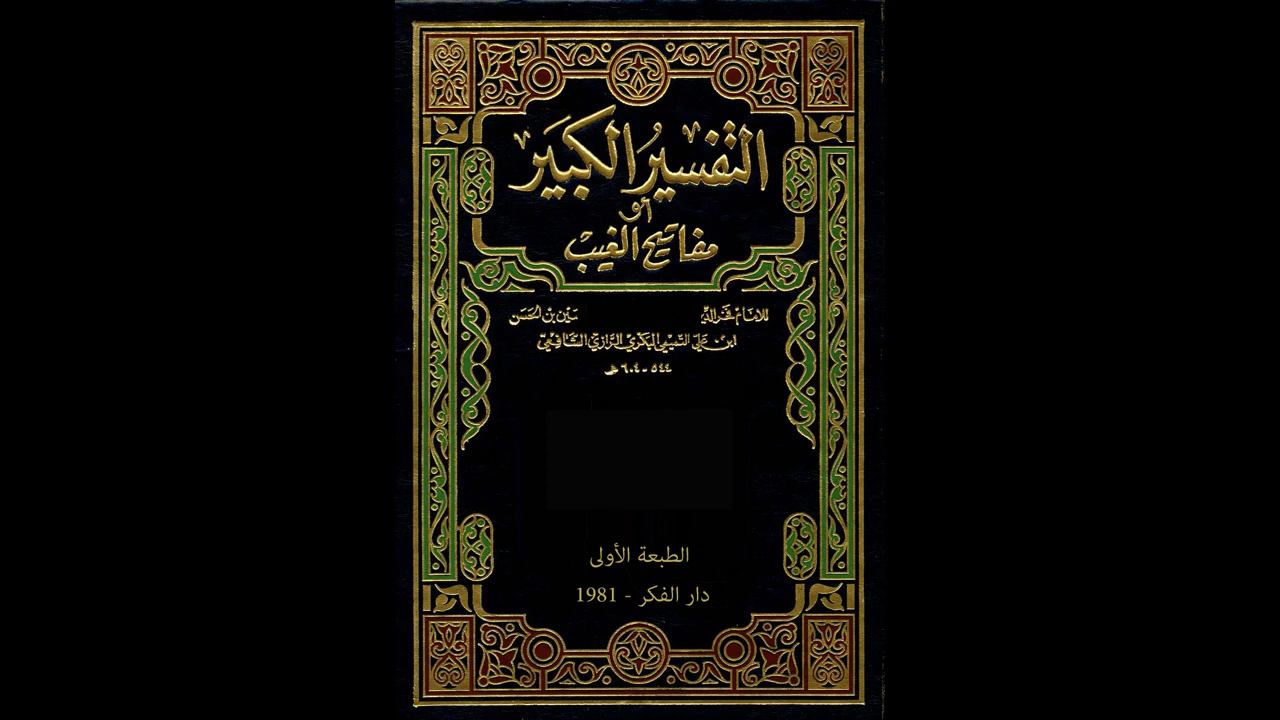 التفسير الكبير
أو
مفاتيح الغيب
للإمام فخر الدين بن الحسن
ابن علي التميمي البكري الرازي الشافعي
٥٤٤ - ٦٠٤ هـ
الطبعة الأولى
دار الفكر - 1981